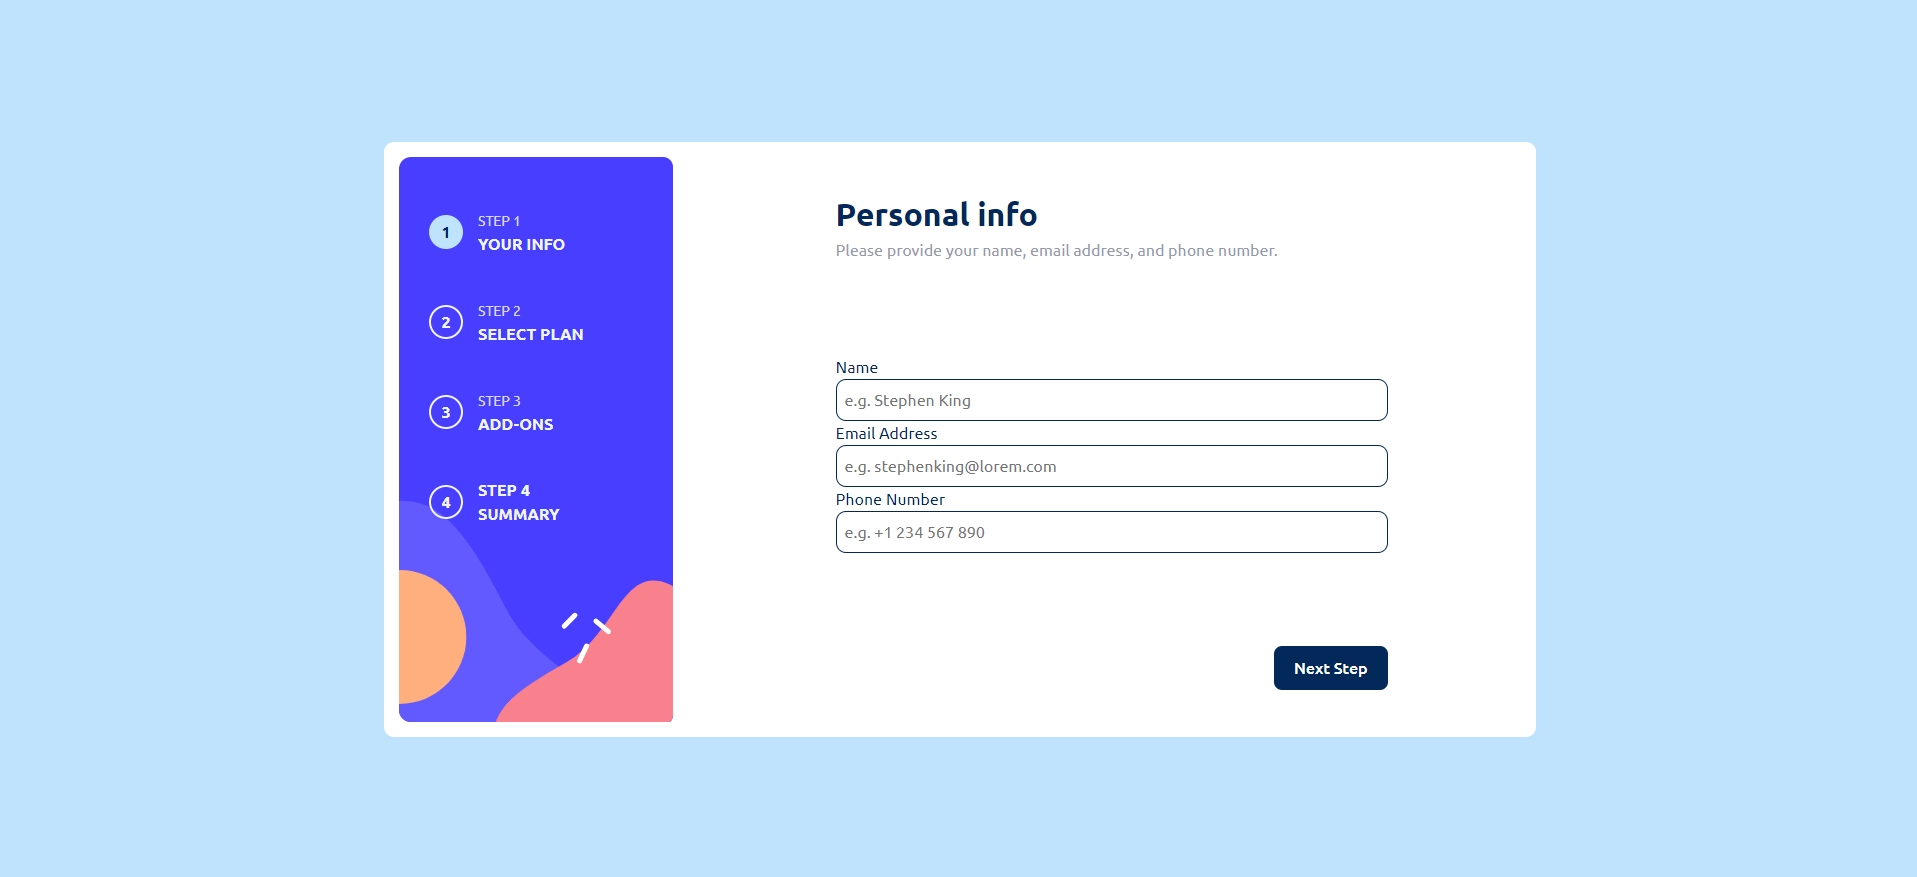 1
STEP 1
YOUR INFO
2
STEP 2
SELECT PLAN
3
STEP 3
ADD-ONS
4
STEP 4
SUMMARY
Personal info
Please provide your name, email address, and phone number.
Name
e.g. Stephen King
Email Address
e.g. stephenking@lorem.com
Phone Number
e.g. +1 234 567 890
Next Step